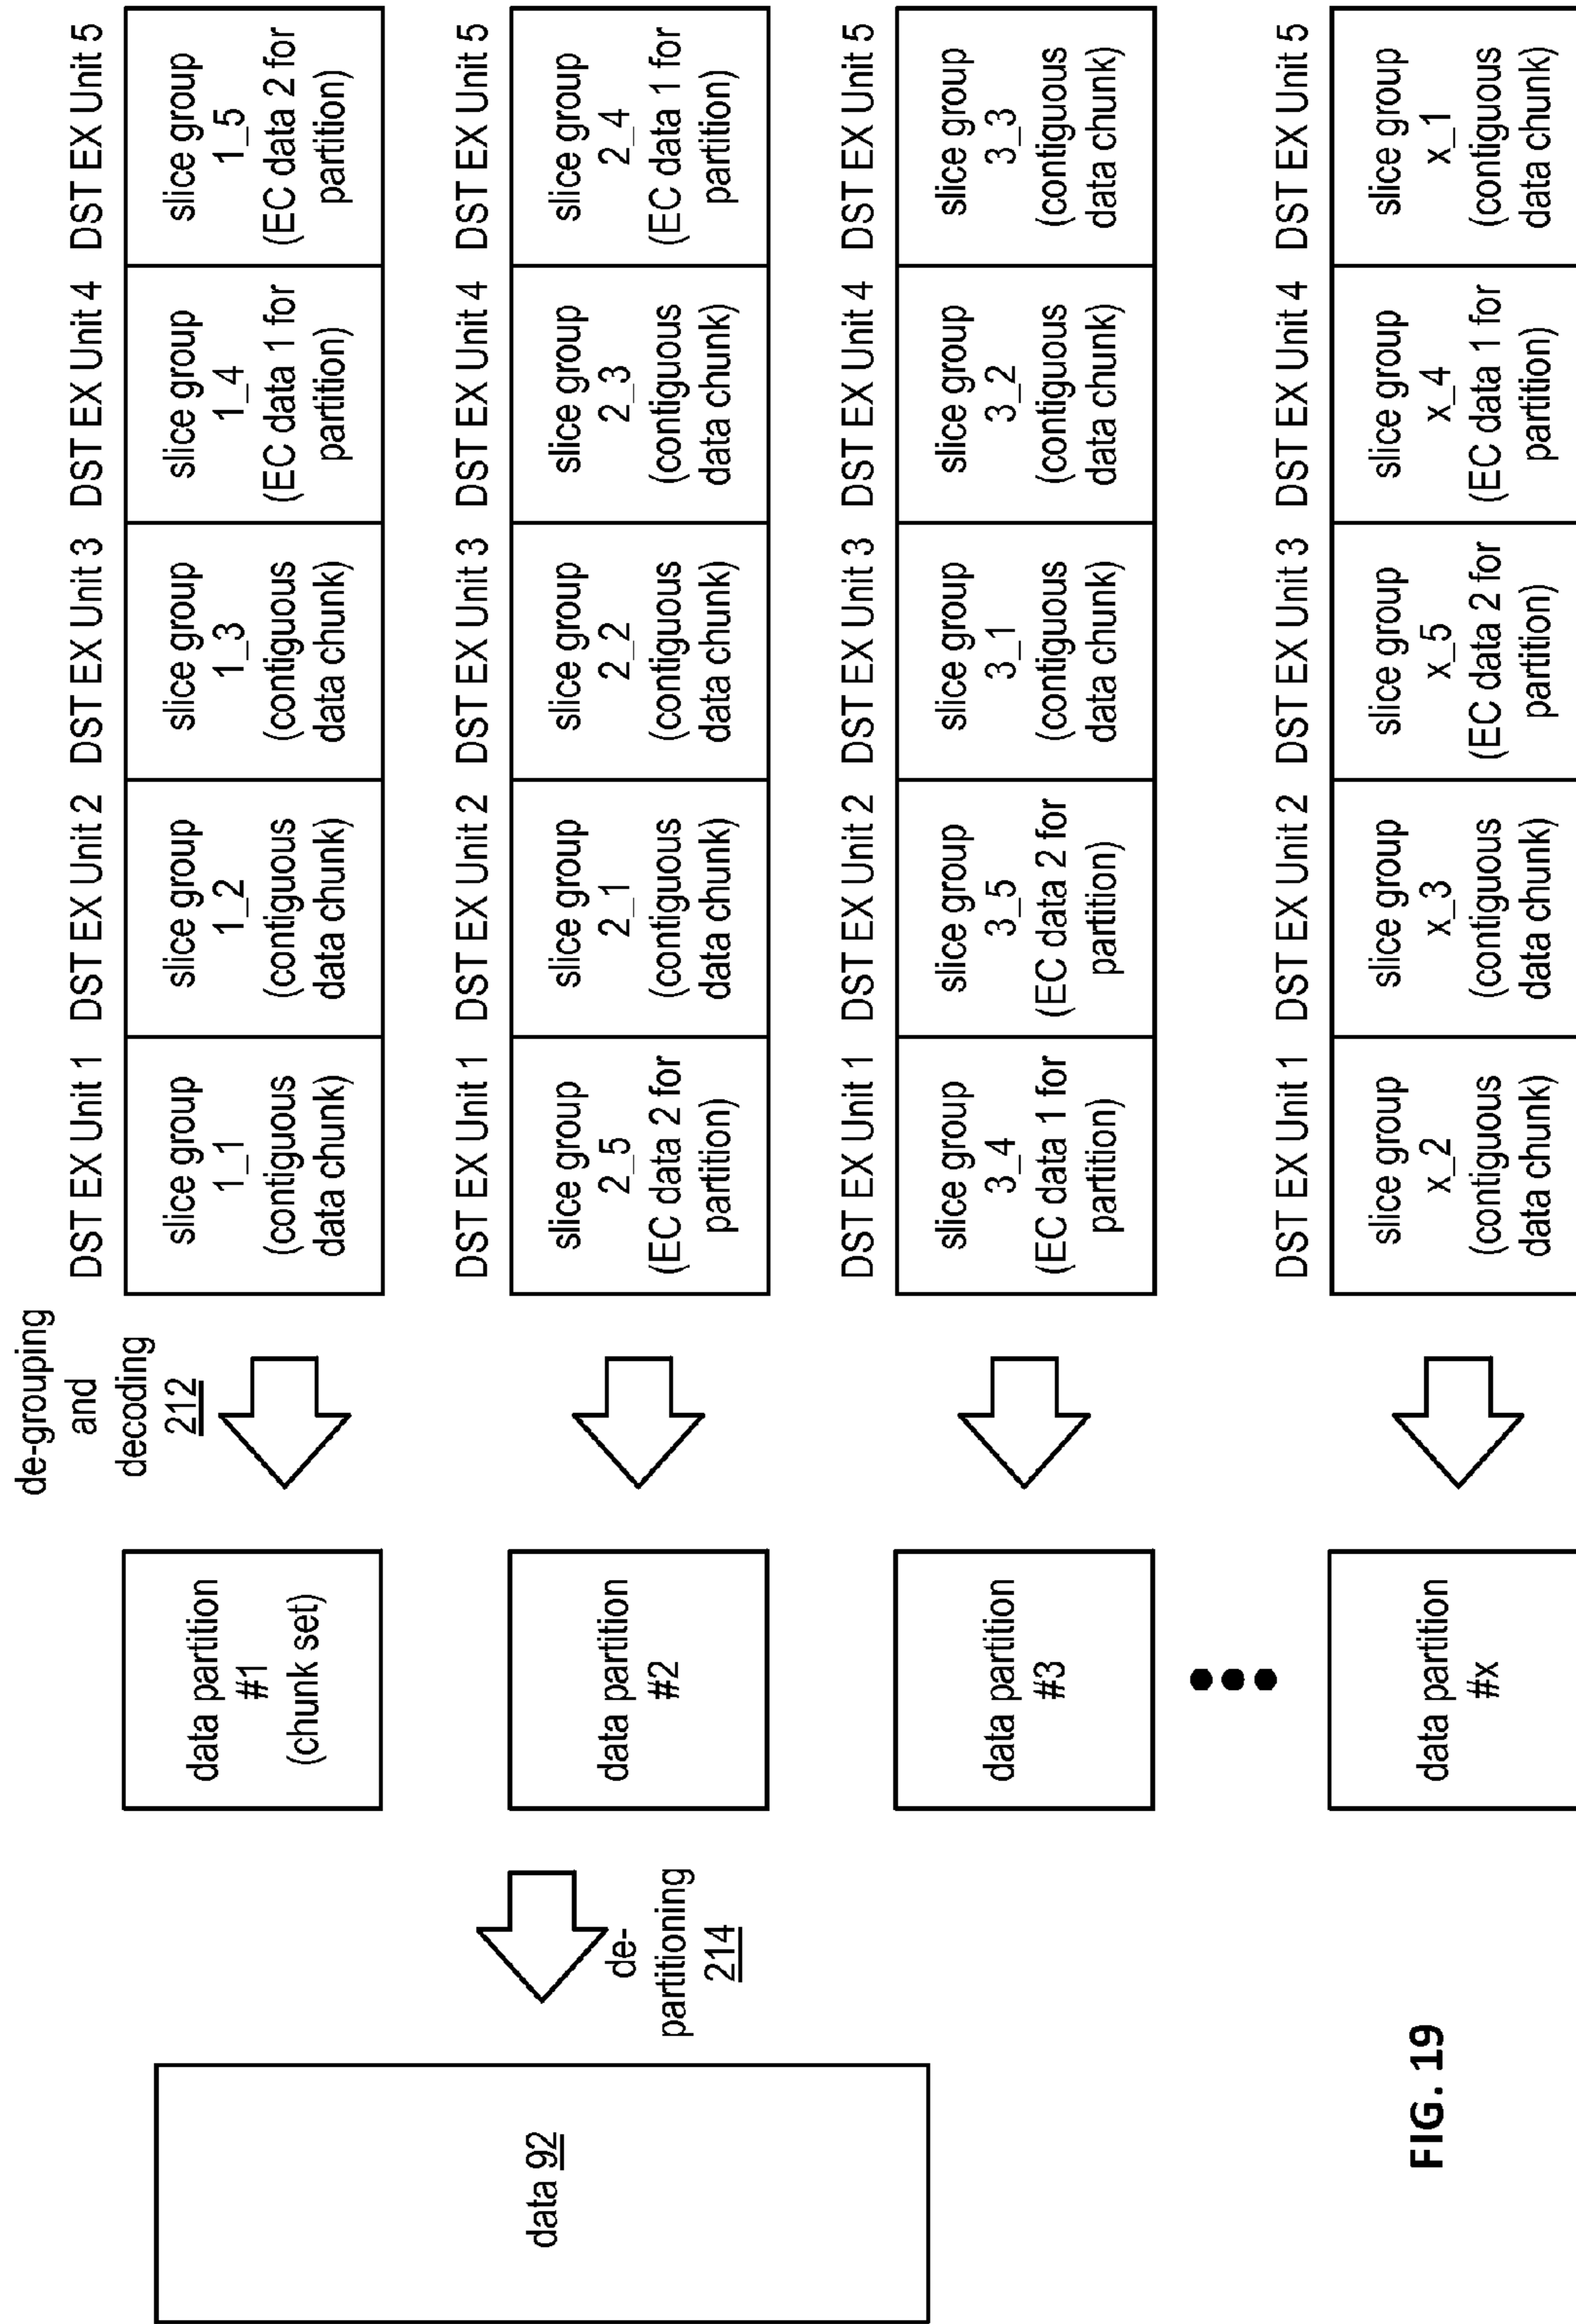 de-grouping
and
decoding
212
DST EX Unit 1 DST EX Unit 2 DST EX Unit 3 DST EX Unit 4 DST EX Unit 5
data partition
#1
(chunk set)
slice group
1_1
(contiguous
data chunk)
slice group
1_2
(contiguous
data chunk)
slice group
1_3
(contiguous
data chunk)
slice group
1_4
(EC data 1 for
partition)
slice group
1_5
(EC data 2 for
partition)
data 92
de-
partitioning
214
DST EX Unit 1 DST EX Unit 2 DST EX Unit 3 DST EX Unit 4 DST EX Unit 5
data partition
#2
slice group
2_5
(EC data 2 for
partition)
slice group
2_1
(contiguous
data chunk)
slice group
2_2
(contiguous
data chunk)
slice group
2_3
(contiguous
data chunk)
slice group
2_4
(EC data 1 for
partition)
DST EX Unit 1 DST EX Unit 2 DST EX Unit 3 DST EX Unit 4 DST EX Unit 5
data partition
#3
slice group
3_4
(EC data 1 for
partition)
slice group
3_5
(EC data 2 for
partition)
slice group
3_1
(contiguous
data chunk)
slice group
3_2
(contiguous
data chunk)
slice group
3_3
(contiguous
data chunk)
DST EX Unit 1 DST EX Unit 2 DST EX Unit 3 DST EX Unit 4 DST EX Unit 5
data partition
#x
slice group
x_2
(contiguous
data chunk)
slice group
x_3
(contiguous
data chunk)
slice group
x_5
(EC data 2 for
partition)
slice group
x_4
(EC data 1 for
partition)
slice group
x_1
(contiguous
data chunk)
FIG. 19